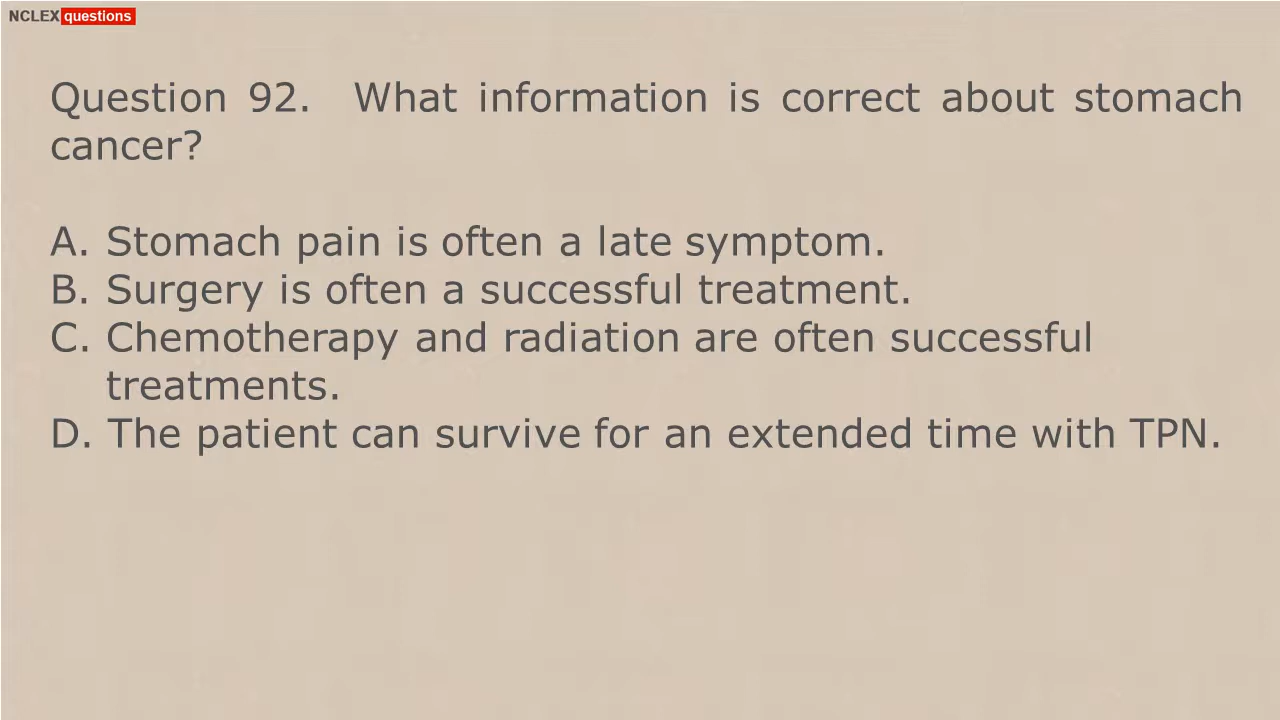 NCLEX questions
Question 92. What information is correct about stomach
cancer?
A. Stomach pain is often a late symptom.
B. Surgery is often a successful treatment.
C. Chemotherapy and radiation are often successful
treatments.
D. The patient can survive for an extended time with TPN.